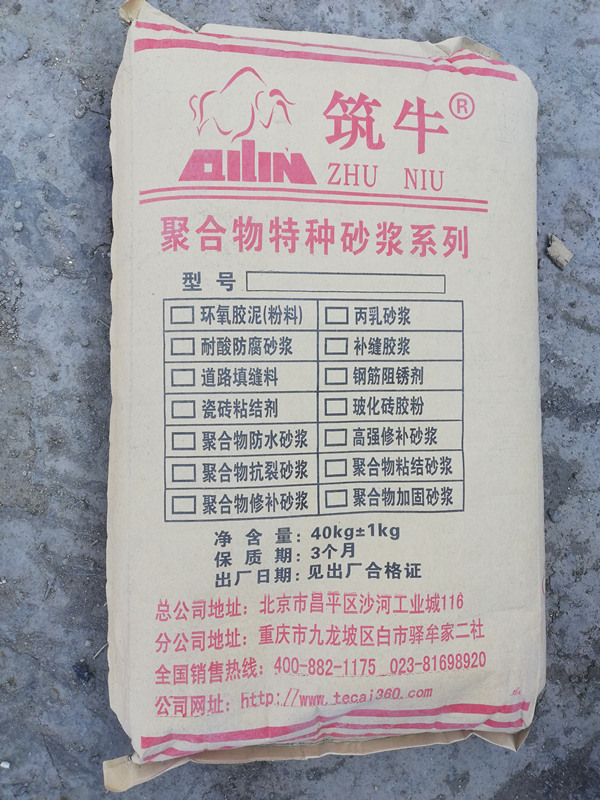 筑牛®
QILIN
ZHU NIU
聚合物特种砂浆系列
型号
环氧胶泥(粉料) 丙乳砂浆
耐酸防腐砂浆 补缝胶浆
道路填缝料 钢筋阻锈剂
瓷砖粘结剂 玻化砖胶粉
聚合物防水砂浆 高强修补砂浆
聚合物抗裂砂浆 聚合物粘结砂浆
聚合物修补砂浆 聚合物加固砂浆
净含量：40kg±1kg
保质期：3个月
出厂日期：见出厂合格证
总公司地址：北京市昌平区沙河工业城116
分公司地址：重庆市九龙坡区白市驿牟家二社
全国销售热线：400-882-1175 023-81698920
公司网址：http://www.tecai360.com